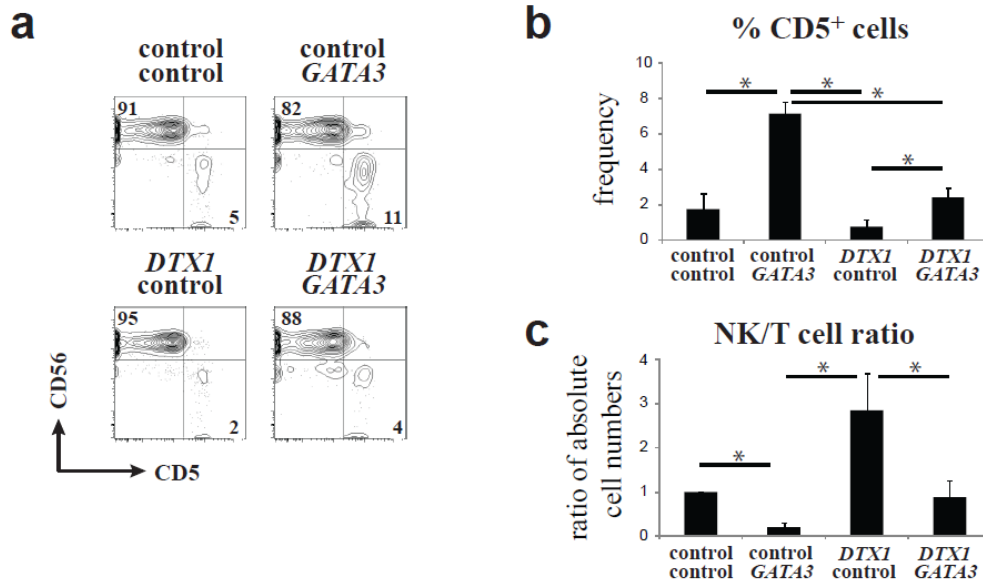 a
control
control
control
GATA3
91
5
82
11
DTX1
control
DTX1
GATA3
95
2
88
4
CD56
CD5
b
% CD5⁺ cells
frequency
10
8
6
4
2
0
*
*
*
*
control
control
control
GATA3
DTX1
control
DTX1
GATA3
c
NK/T cell ratio
ratio of absolute
cell numbers
4
3
2
1
0
*
*
*
control
control
control
GATA3
DTX1
control
DTX1
GATA3